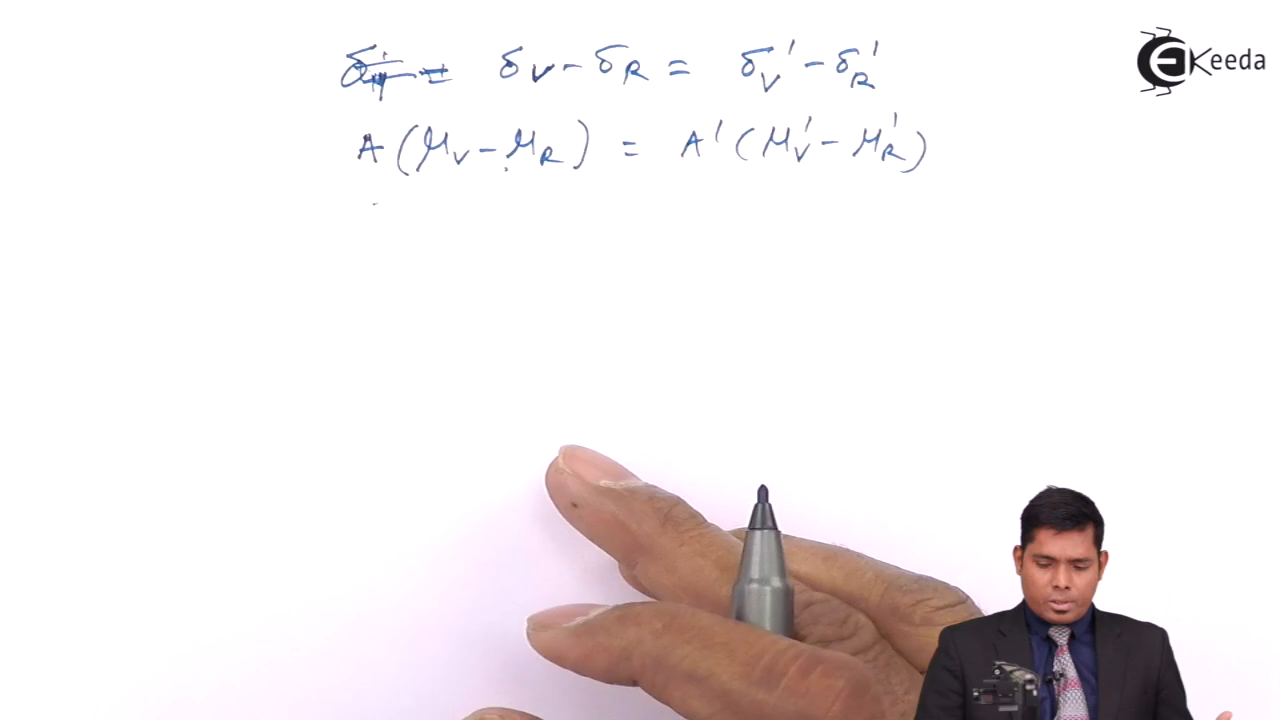 δV - δR = δV' - δR'
A (μV - μR) = A' (μV' - μR')
EKeeda